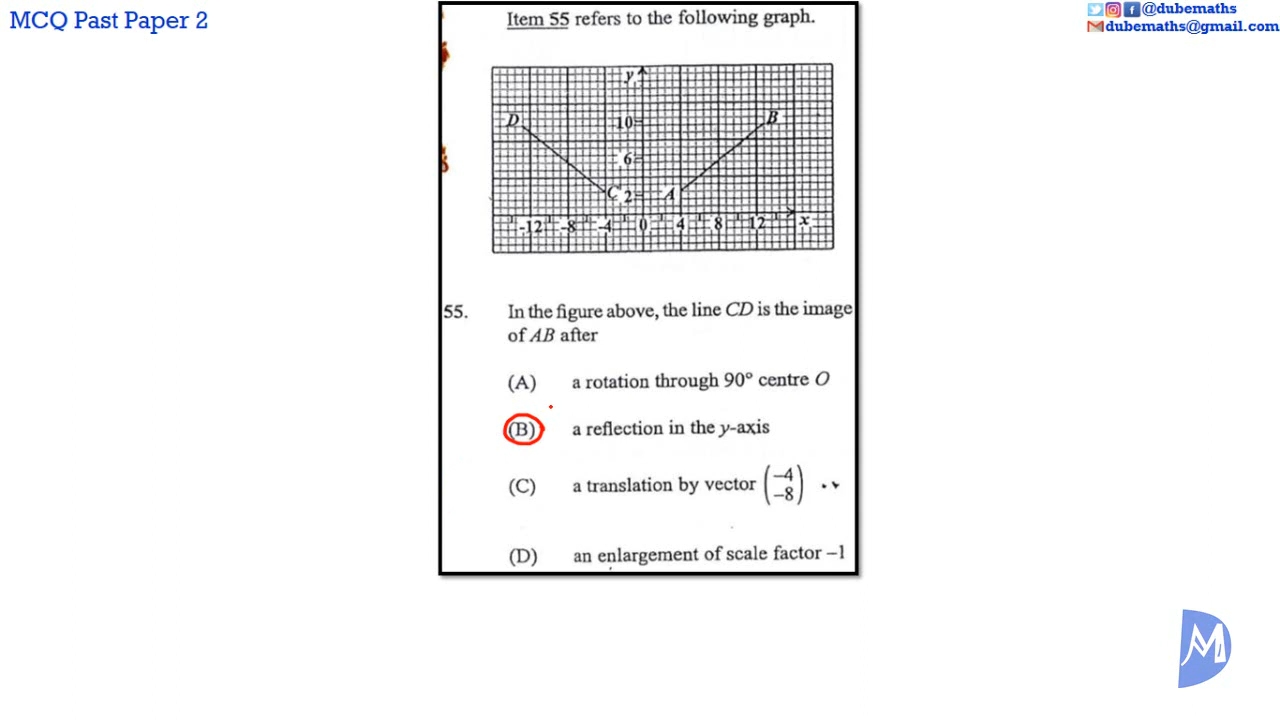 MCQ Past Paper 2
@dubemaths
dubemaths@gmail.com
Item 55 refers to the following graph.
y
D
B
10
6
C 2 A
-12 -8 -4 0 4 8 12 x
55. In the figure above, the line CD is the image
of AB after
(A) a rotation through 90° centre O
(B) a reflection in the y-axis
(C) a translation by vector (−4
−8)
(D) an enlargement of scale factor −1
M